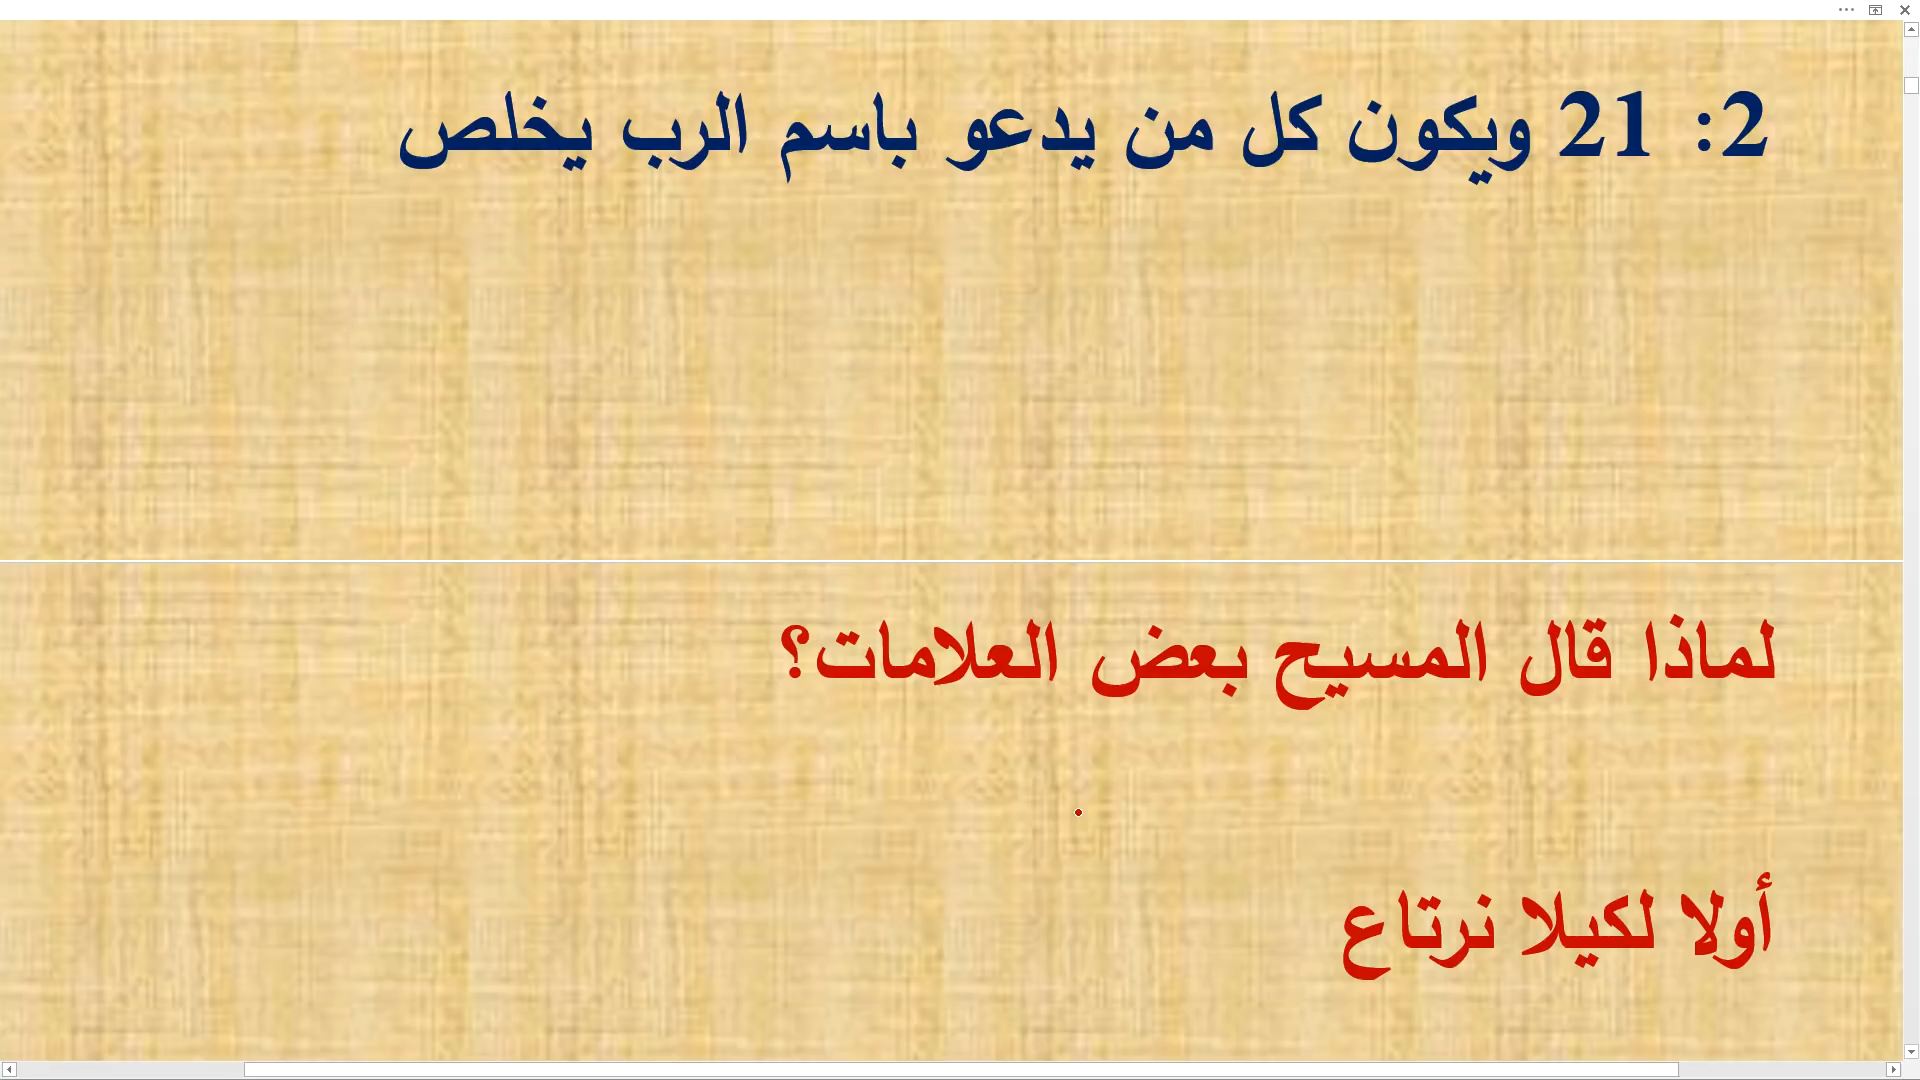 2: 21 ويكون كل من يدعو باسم الرب يخلص
لماذا قال المسيح بعض العلامات؟
أولا لكيلا نرتاع